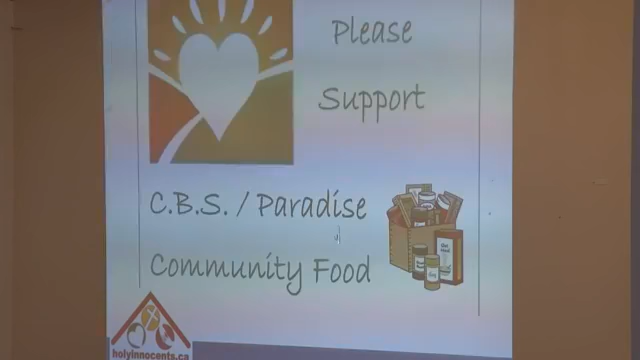 Please
Support
C.B.S. / Paradise
Community Food
holyinnocents.ca